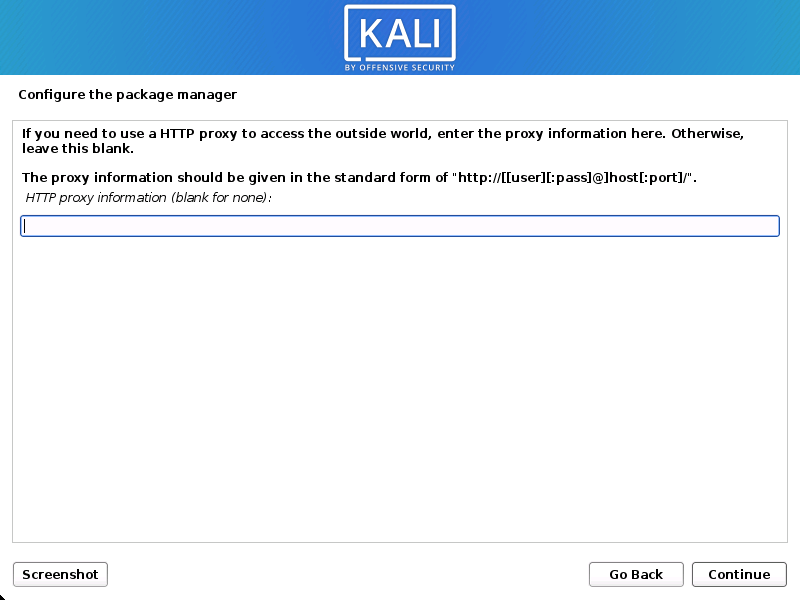 KALI
BY OFFENSIVE SECURITY
Configure the package manager
If you need to use a HTTP proxy to access the outside world, enter the proxy information here. Otherwise,
leave this blank.
The proxy information should be given in the standard form of "http://[[user][:pass]@]host[:port]/".
HTTP proxy information (blank for none):
Screenshot
Go Back
Continue